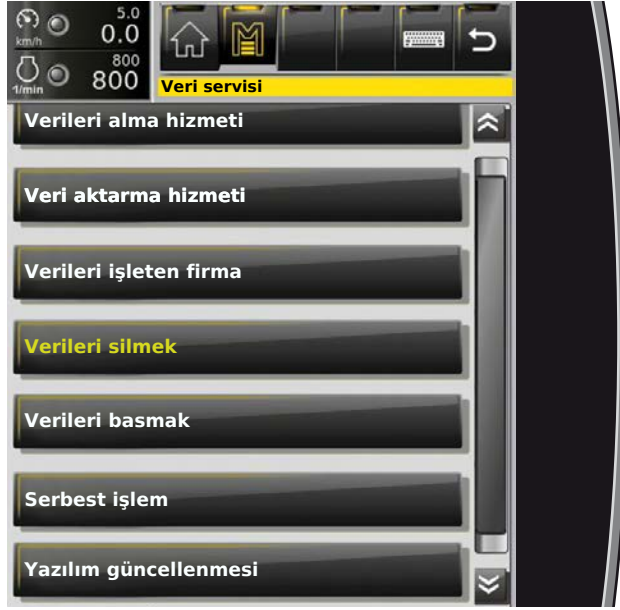 5.0
km/h 0.0
800
1/min 800
Veri servisi
Verileri alma hizmeti
Veri aktarma hizmeti
Verileri işleten firma
Verileri silmek
Verileri basmak
Serbest işlem
Yazılım güncellenmesi